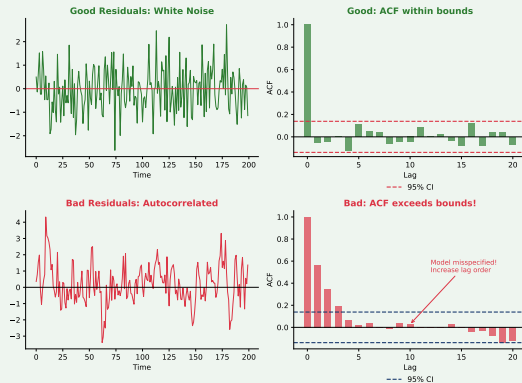 Good Residuals: White Noise
2
1
0
−1
−2
0 25 50 75 100 125 150 175 200
Time
Good: ACF within bounds
ACF
1.0
0.8
0.6
0.4
0.2
0.0
0 5 10 15 20
Lag
95% CI
Bad Residuals: Autocorrelated
4
3
2
1
0
−1
−2
−3
0 25 50 75 100 125 150 175 200
Time
Bad: ACF exceeds bounds!
ACF
1.0
0.8
0.6
0.4
0.2
0.0
Model misspecified!
Increase lag order
0 5 10 15 20
Lag
95% CI